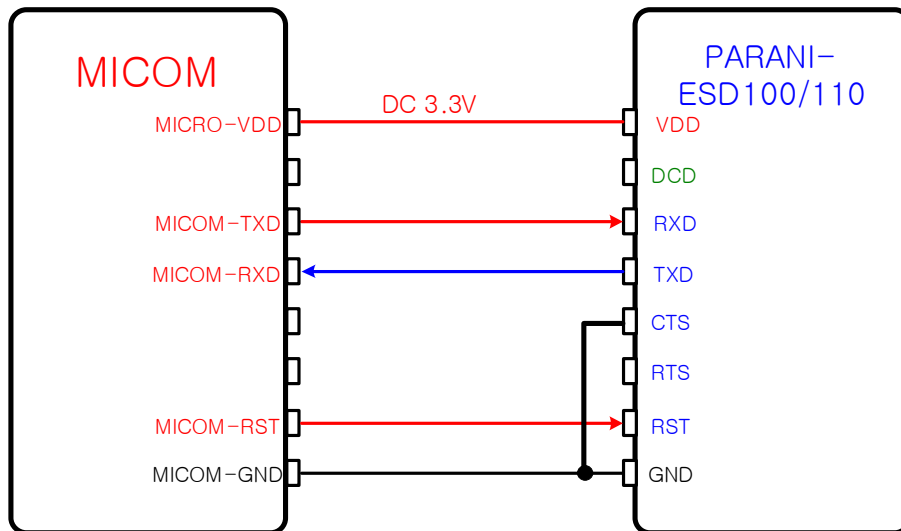 MICOM
PARANI-
ESD100/110
DC 3.3V
MICRO-VDD
VDD
DCD
MICOM-TXD
RXD
MICOM-RXD
TXD
CTS
RTS
MICOM-RST
RST
MICOM-GND
GND